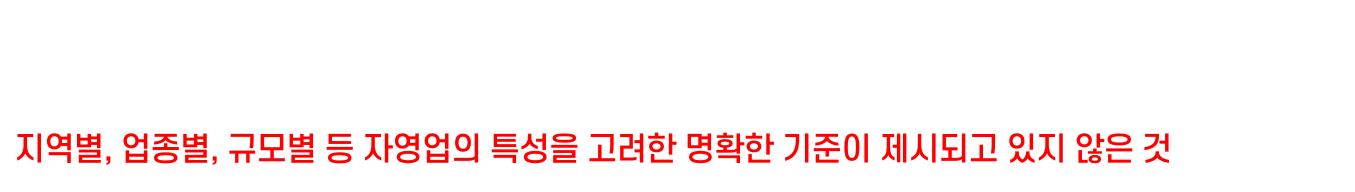 지역별, 업종별, 규모별 등 자영업의 특성을 고려한 명확한 기준이 제시되고 있지 않은 것